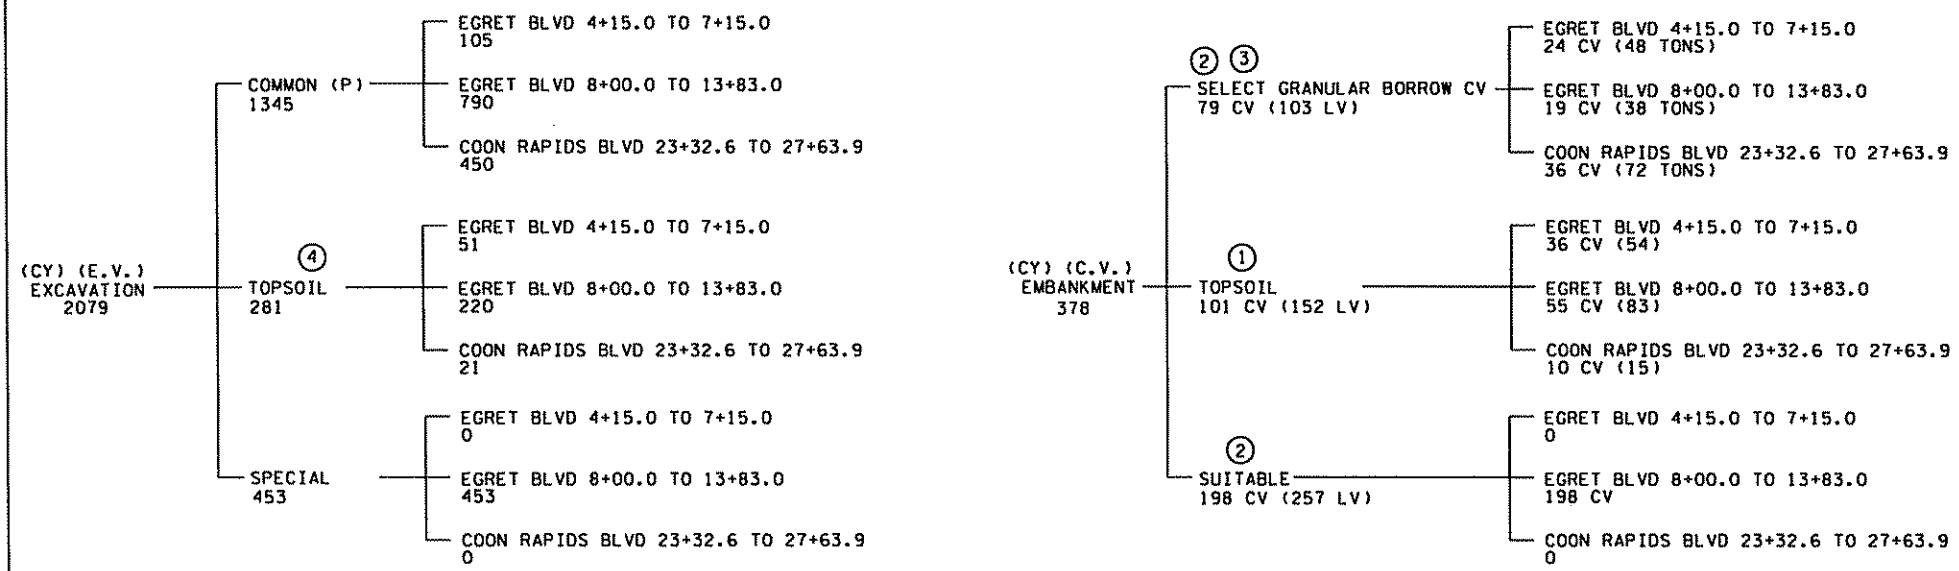 (CY) (E.V.)
EXCAVATION
2079
COMMON (P)
1345
EGRET BLVD 4+15.0 TO 7+15.0
105
EGRET BLVD 8+00.0 TO 13+83.0
790
COON RAPIDS BLVD 23+32.6 TO 27+63.9
450
④
TOPSOIL
281
EGRET BLVD 4+15.0 TO 7+15.0
51
EGRET BLVD 8+00.0 TO 13+83.0
220
COON RAPIDS BLVD 23+32.6 TO 27+63.9
21
SPECIAL
453
EGRET BLVD 4+15.0 TO 7+15.0
0
EGRET BLVD 8+00.0 TO 13+83.0
453
COON RAPIDS BLVD 23+32.6 TO 27+63.9
0
(CY) (C.V.)
EMBANKMENT
378
② ③
SELECT GRANULAR BORROW CV
79 CV (103 LV)
EGRET BLVD 4+15.0 TO 7+15.0
24 CV (48 TONS)
EGRET BLVD 8+00.0 TO 13+83.0
19 CV (38 TONS)
COON RAPIDS BLVD 23+32.6 TO 27+63.9
36 CV (72 TONS)
①
TOPSOIL
101 CV (152 LV)
EGRET BLVD 4+15.0 TO 7+15.0
36 CV (54)
EGRET BLVD 8+00.0 TO 13+83.0
55 CV (83)
COON RAPIDS BLVD 23+32.6 TO 27+63.9
10 CV (15)
②
SUITABLE
198 CV (257 LV)
EGRET BLVD 4+15.0 TO 7+15.0
0
EGRET BLVD 8+00.0 TO 13+83.0
198 CV
COON RAPIDS BLVD 23+32.6 TO 27+63.9
0